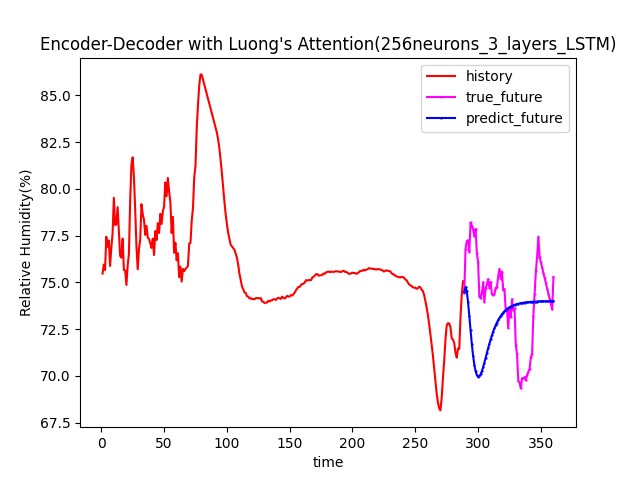 Encoder-Decoder with Luong's Attention(256neurons_3_layers_LSTM)
history
true_future
predict_future
Relative Humidity(%)
85.0
82.5
80.0
77.5
75.0
72.5
70.0
67.5
0 50 100 150 200 250 300 350
time